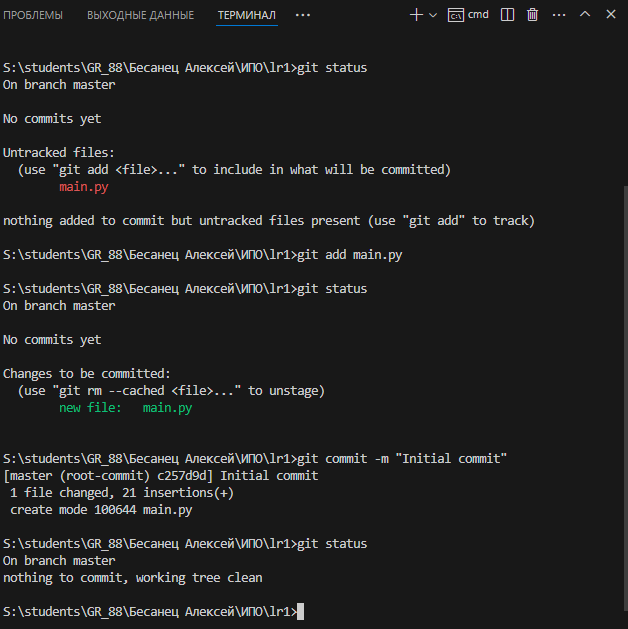 ПРОБЛЕМЫ ВЫХОДНЫЕ ДАННЫЕ ТЕРМИНАЛ ··· cmd ···
S:\students\GR_88\Бесанец Алексей\ИПО\lr1>git status
On branch master
No commits yet
Untracked files:
  (use "git add <file>..." to include in what will be committed)
        main.py
nothing added to commit but untracked files present (use "git add" to track)
S:\students\GR_88\Бесанец Алексей\ИПО\lr1>git add main.py
S:\students\GR_88\Бесанец Алексей\ИПО\lr1>git status
On branch master
No commits yet
Changes to be committed:
  (use "git rm --cached <file>..." to unstage)
        new file:   main.py
S:\students\GR_88\Бесанец Алексей\ИПО\lr1>git commit -m "Initial commit"
[master (root-commit) c257d9d] Initial commit
 1 file changed, 21 insertions(+)
 create mode 100644 main.py
S:\students\GR_88\Бесанец Алексей\ИПО\lr1>git status
On branch master
nothing to commit, working tree clean
S:\students\GR_88\Бесанец Алексей\ИПО\lr1>